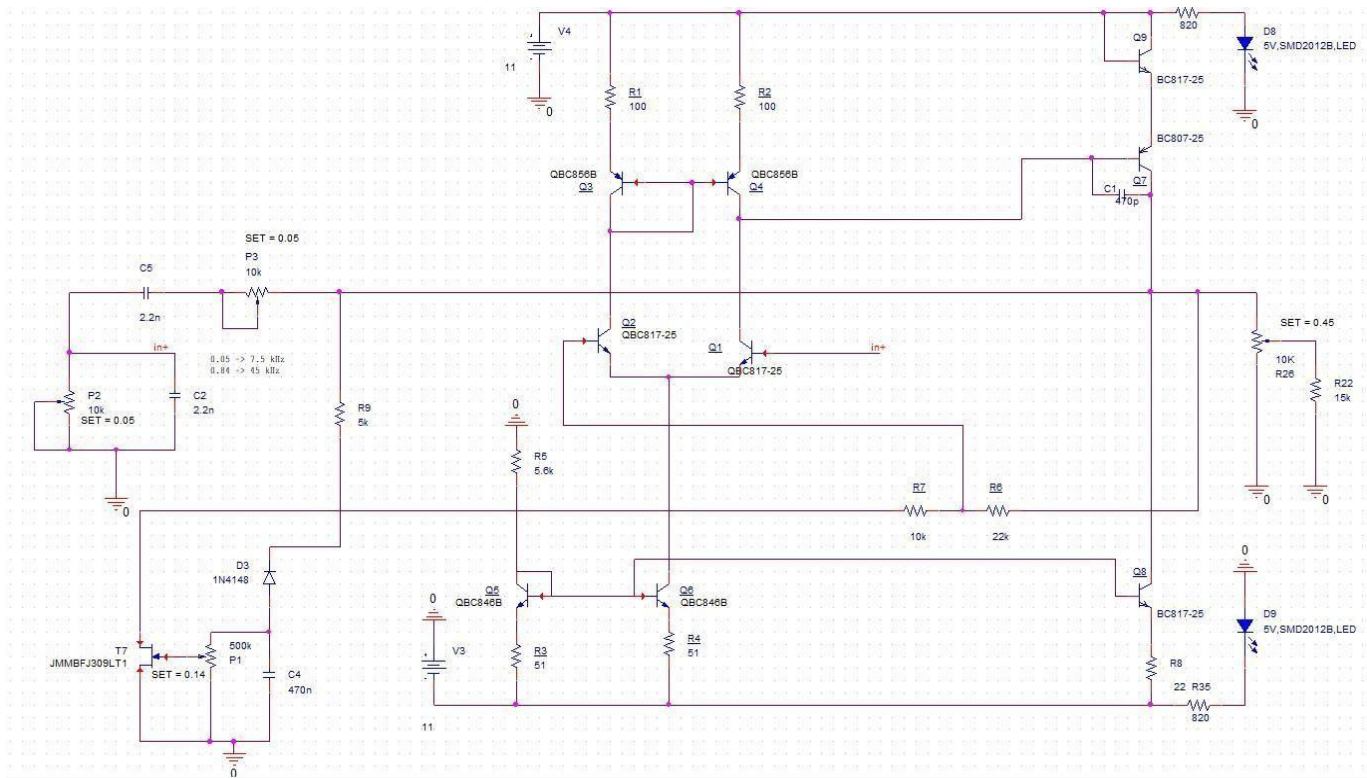 V4
11
0
R1
100
R2
100
Q9
BC817-25
820
D8
5V,SMD2012B,LED
0
QBC856B
Q3
QBC856B
Q4
BC807-25
Q7
C1
470p
SET = 0.05
P3
10k
C5
2.2n
in+
0.05 -> 7.5 kHz
0.84 -> 45 kHz
P2
10k
SET = 0.05
C2
2.2n
0
R9
5k
Q2
QBC817-25
Q1
QBC817-25
in+
SET = 0.45
10K
R26
R22
15k
0
0
0
R5
5.6k
R7
10k
R6
22k
D3
1N4148
T7
JMMBFJ309LT1
500k
P1
SET = 0.14
C4
470n
0
0
V3
11
Q5
QBC846B
Q6
QBC846B
R3
51
R4
51
Q8
BC817-25
R8
22
R35
820
0
D9
5V,SMD2012B,LED